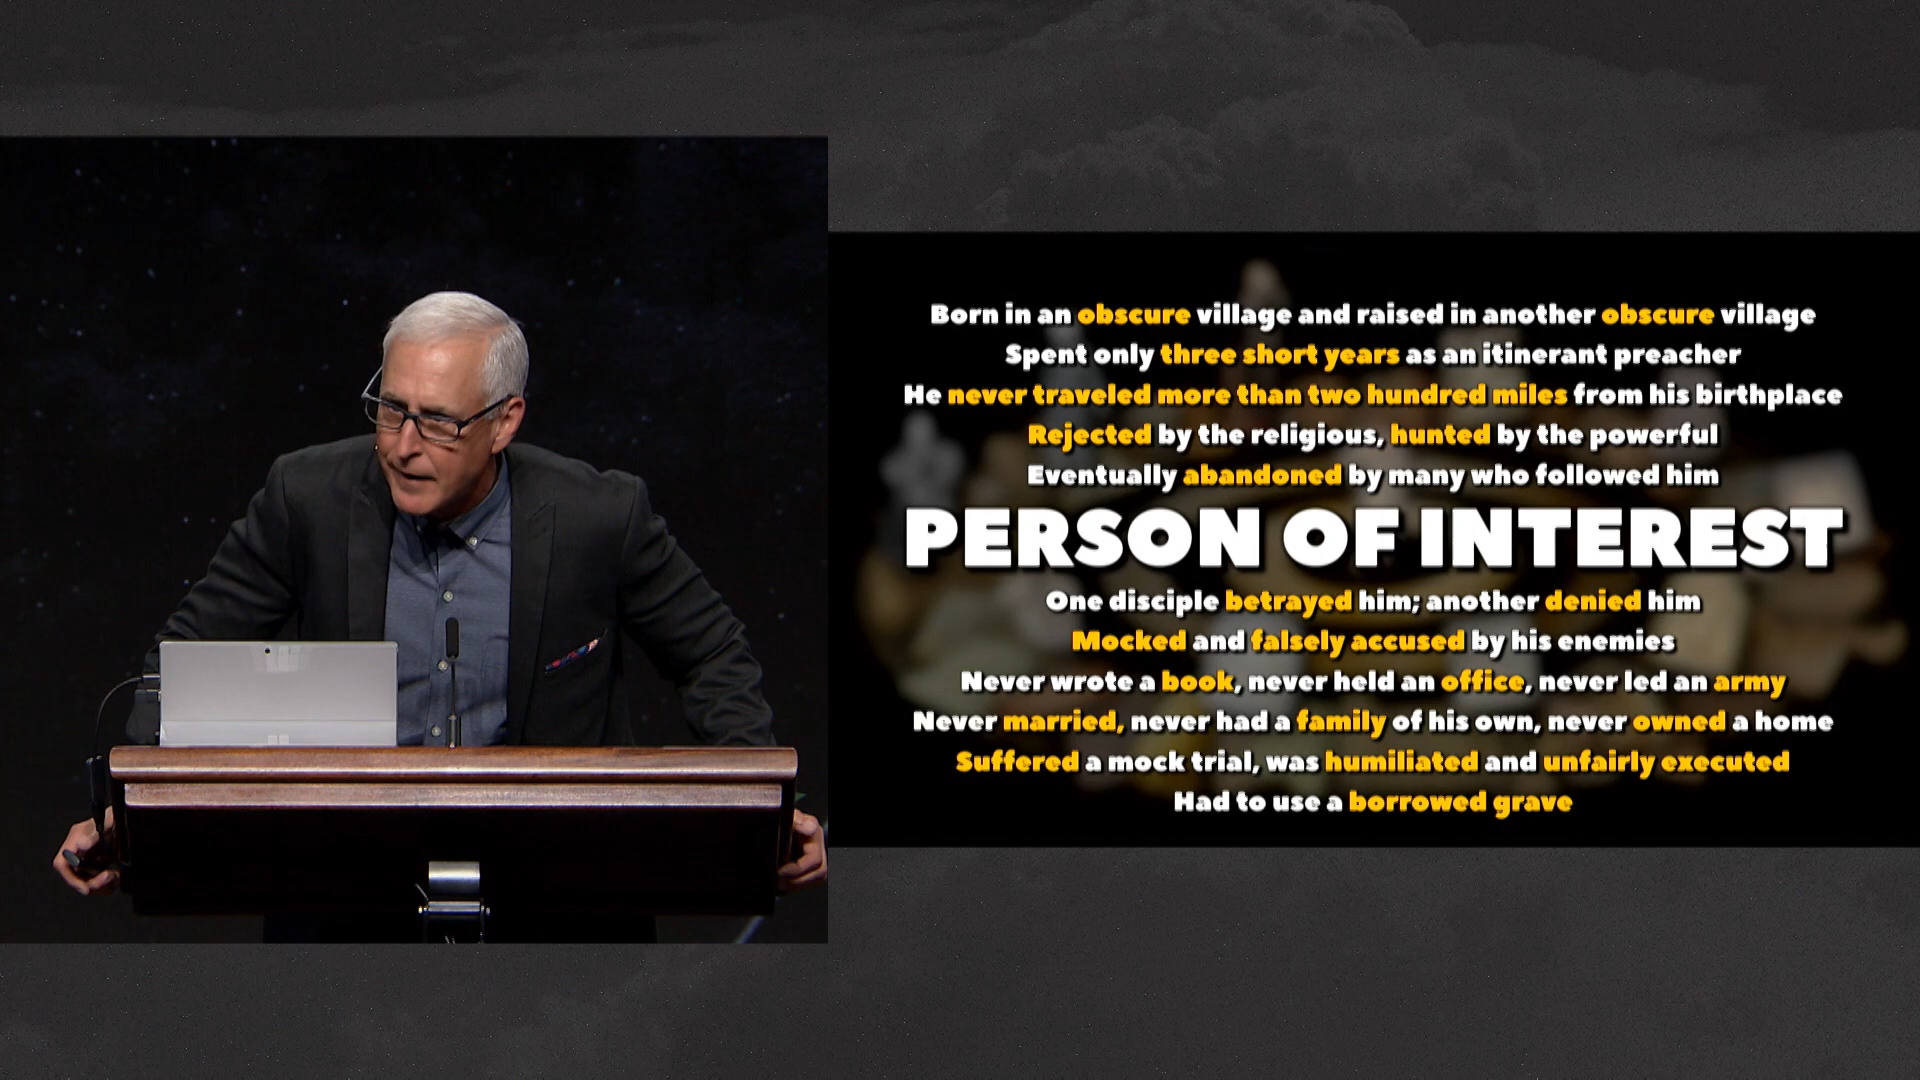 Born in an obscure village and raised in another obscure village
Spent only three short years as an itinerant preacher
He never traveled more than two hundred miles from his birthplace
Rejected by the religious, hunted by the powerful
Eventually abandoned by many who followed him
PERSON OF INTEREST
One disciple betrayed him; another denied him
Mocked and falsely accused by his enemies
Never wrote a book, never held an office, never led an army
Never married, never had a family of his own, never owned a home
Suffered a mock trial, was humiliated and unfairly executed
Had to use a borrowed grave